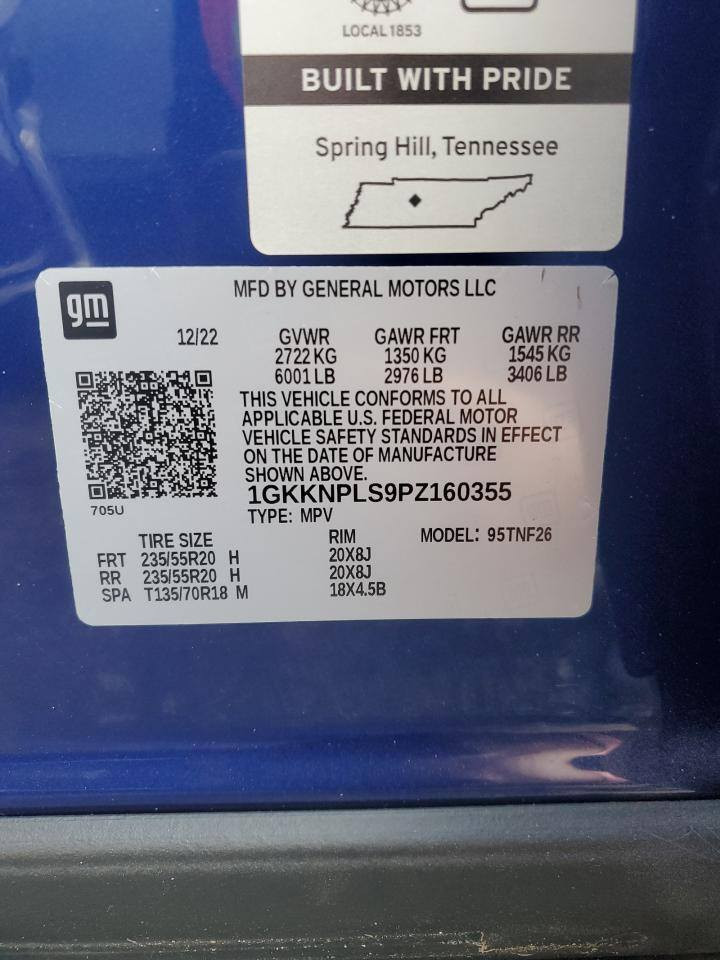 LOCAL 1853
BUILT WITH PRIDE
Spring Hill, Tennessee
gm
MFD BY GENERAL MOTORS LLC
12/22 GVWR GAWR FRT GAWR RR
2722 KG 1350 KG 1545 KG
6001 LB 2976 LB 3406 LB
THIS VEHICLE CONFORMS TO ALL
APPLICABLE U.S. FEDERAL MOTOR
VEHICLE SAFETY STANDARDS IN EFFECT
ON THE DATE OF MANUFACTURE
SHOWN ABOVE.
1GKKNPLS9PZ160355
705U
TYPE: MPV
TIRE SIZE RIM MODEL: 95TNF26
FRT 235/55R20 H 20X8J
RR 235/55R20 H 20X8J
SPA T135/70R18 M 18X4.5B